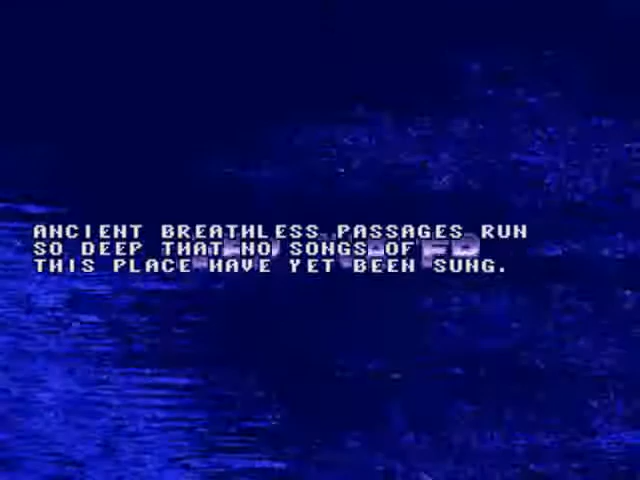 ANCIENT BREATHLESS PASSAGES RUN
SO DEEP THAT NO SONGS OF
THIS PLACE HAVE YET BEEN SUNG.